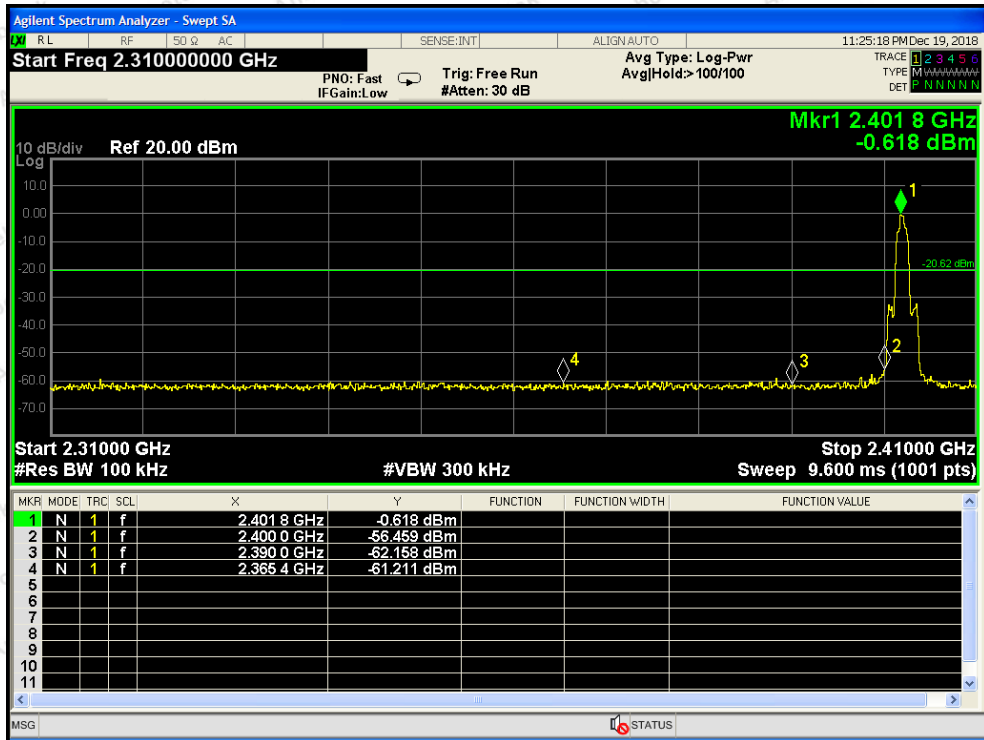 Agilent Spectrum Analyzer - Swept SA
LXI RL RF 50 Ω AC SENSE:INT ALIGN AUTO 11:25:18 PM Dec 19, 2018
Start Freq 2.310000000 GHz
PNO: Fast
IFGain:Low
Trig: Free Run
#Atten: 30 dB
Avg Type: Log-Pwr
Avg|Hold:> 100/100
TRACE 1 2 3 4 5 6
TYPE M WWWWW
DET P N N N N N
Mkr1 2.401 8 GHz
-0.618 dBm
10 dB/div
Log
Ref 20.00 dBm
10.0
0.00
-10.0
-20.0
-30.0
-40.0
-50.0
-60.0
-70.0
1
-20.62 dBm
2
3
4
Start 2.31000 GHz
Stop 2.41000 GHz
#Res BW 100 kHz
#VBW 300 kHz
Sweep 9.600 ms (1001 pts)
MKR MODE TRC SCL X Y FUNCTION FUNCTION WIDTH FUNCTION VALUE
1 N 1 f 2.401 8 GHz -0.618 dBm
2 N 1 f 2.400 0 GHz -56.459 dBm
3 N 1 f 2.390 0 GHz -62.158 dBm
4 N 1 f 2.365 4 GHz -61.211 dBm
5
6
7
8
9
10
11
MSG
STATUS